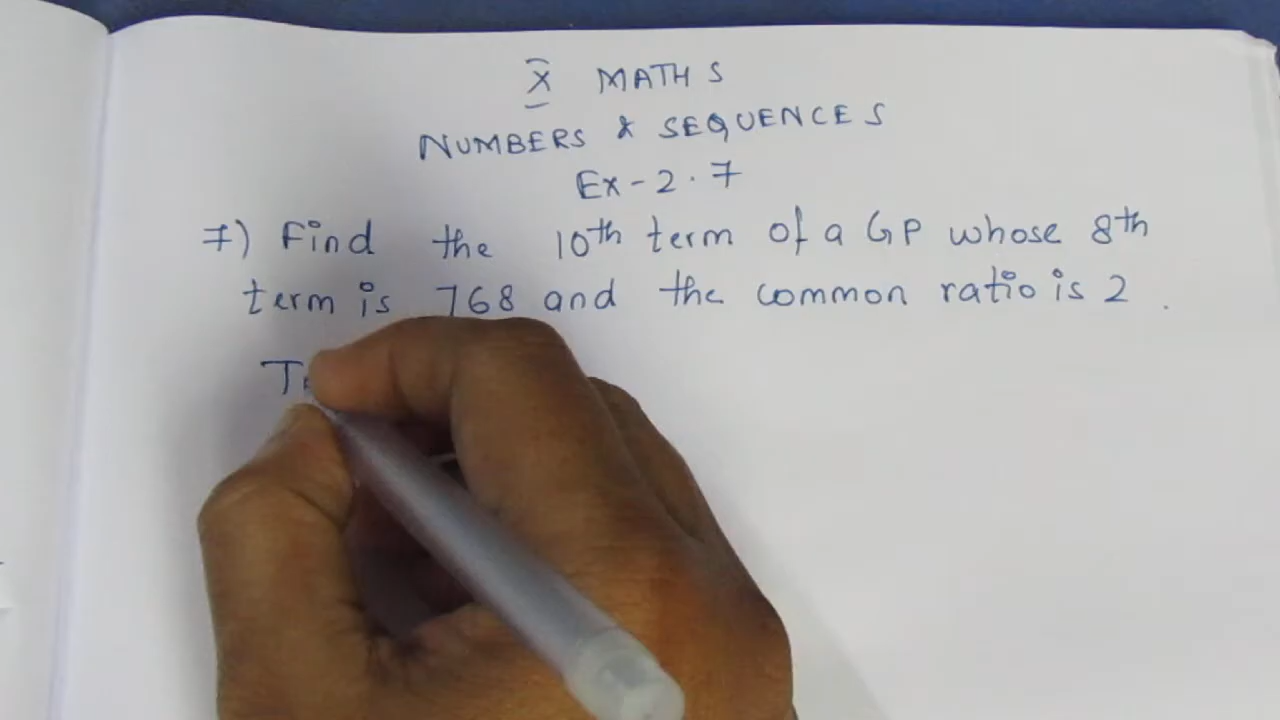 X MATHS
NUMBERS & SEQUENCES
Ex-2.7
7) Find the 10th term of a GP whose 8th
term is 768 and the common ratio is 2.